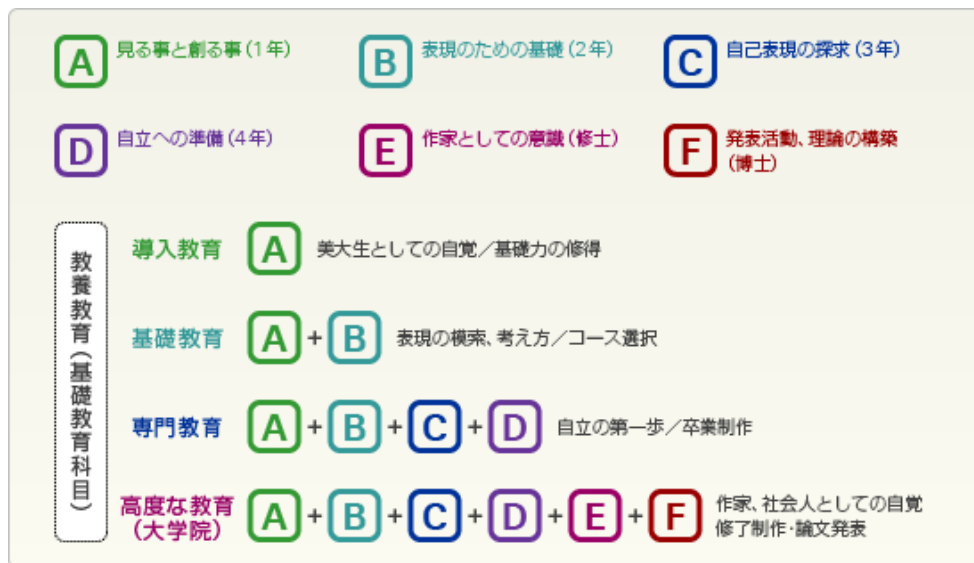 A 見る事と創る事(1年)
B 表現のための基礎(2年)
C 自己表現の探求(3年)
D 自立への準備(4年)
E 作家としての意識(修士)
F 発表活動、理論の構築
(博士)
教養教育(基礎教育科目)
導入教育 A 美大生としての自覚/基礎力の修得
基礎教育 A+B 表現の模索、考え方/コース選択
専門教育 A+B+C+D 自立の第一歩/卒業制作
高度な教育
(大学院)
A+B+C+D+E+F
作家、社会人としての自覚
修了制作・論文発表